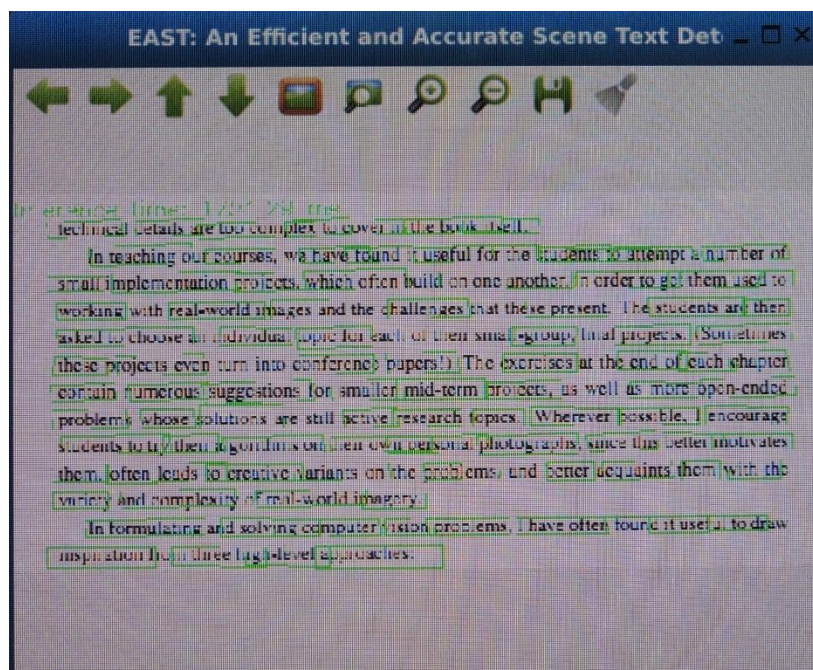 EAST: An Efficient and Accurate Scene Text Det
technical details are too complex to cover in the book itself.
In teaching our courses, we have found it useful for the students to attempt a number of
small implementation projects, which often build on one another, in order to get them used to
working with real-world images and the challenges that these present. The students are then
asked to choose an individual topic for each of their small-group, final projects. (Sometimes
these projects even turn into conference papers!) The exercises at the end of each chapter
contain numerous suggestions for smaller mid-term projects, as well as more open-ended
problems whose solutions are still active research topics. Wherever possible, I encourage
students to try their algorithms on their own personal photographs, since this better motivates
them, often leads to creative variants on the problems, and better acquaints them with the
variety and complexity of real-world imagery.
In formulating and solving computer vision problems, I have often found it useful to draw
inspiration from three high-level approaches: